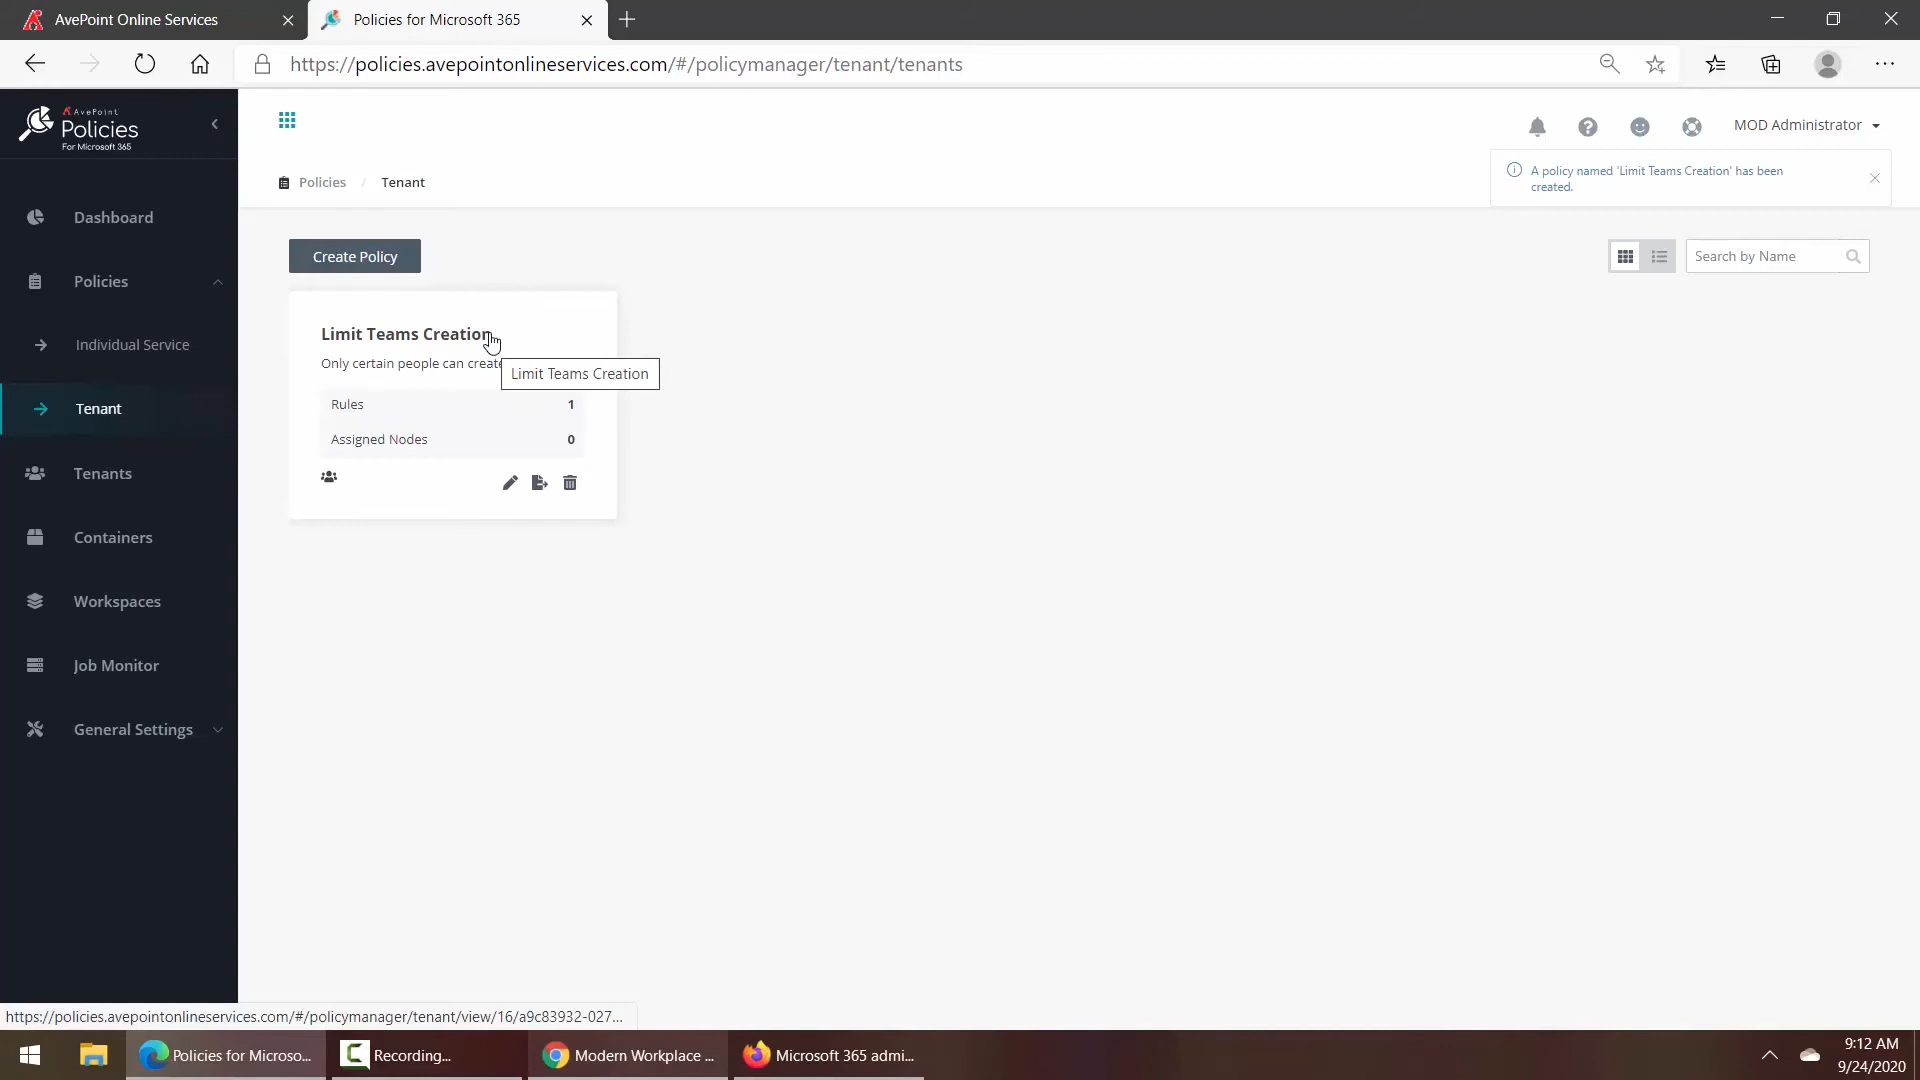 AvePoint Online Services
Policies for Microsoft 365
https://policies.avepointonlineservices.com/#/policymanager/tenant/tenants
AvePoint
Policies
For Microsoft 365
MOD Administrator
Policies / Tenant
A policy named 'Limit Teams Creation' has been
created.
Dashboard
Policies
Individual Service
Tenant
Tenants
Containers
Workspaces
Job Monitor
General Settings
Create Policy
Search by Name
Limit Teams Creation
Only certain people can create
Limit Teams Creation
Rules 1
Assigned Nodes 0
https://policies.avepointonlineservices.com/#/policymanager/tenant/view/16/a9c83932-027...
Policies for Microso...
Recording...
Modern Workplace ...
Microsoft 365 admi...
9:12 AM
9/24/2020